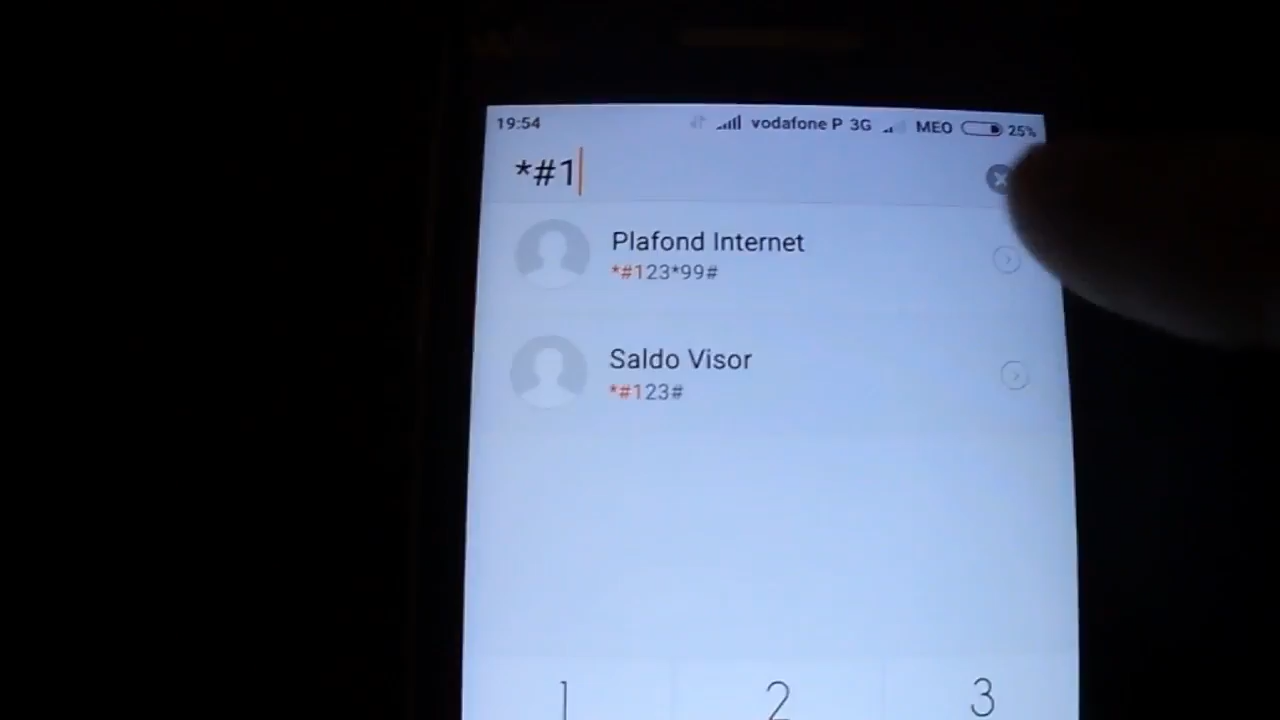 19:54 vodafone P 3G MEO 25%
*#1
Plafond Internet
*#123*99#
Saldo Visor
*#123#
1 2 3